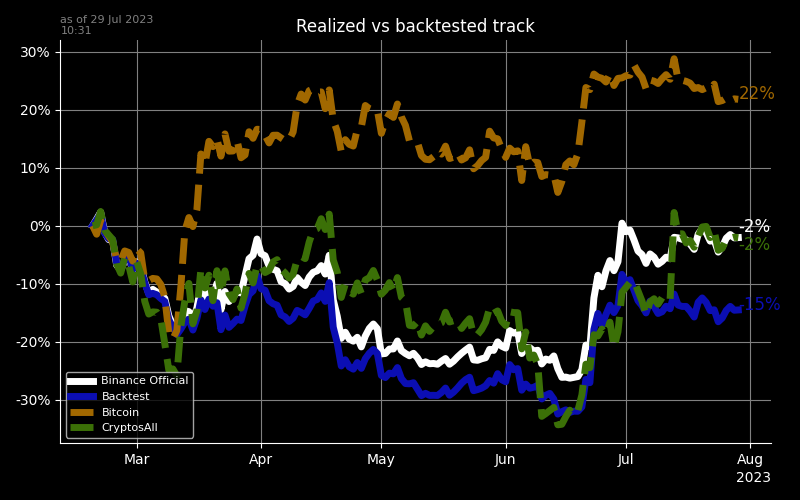 as of 29 Jul 2023
10:31
Realized vs backtested track
30%
20%
10%
0%
-10%
-20%
-30%
22%
-2%
-2%
-15%
Binance Official
Backtest
Bitcoin
CryptosAll
Mar
Apr
May
Jun
Jul
Aug
2023